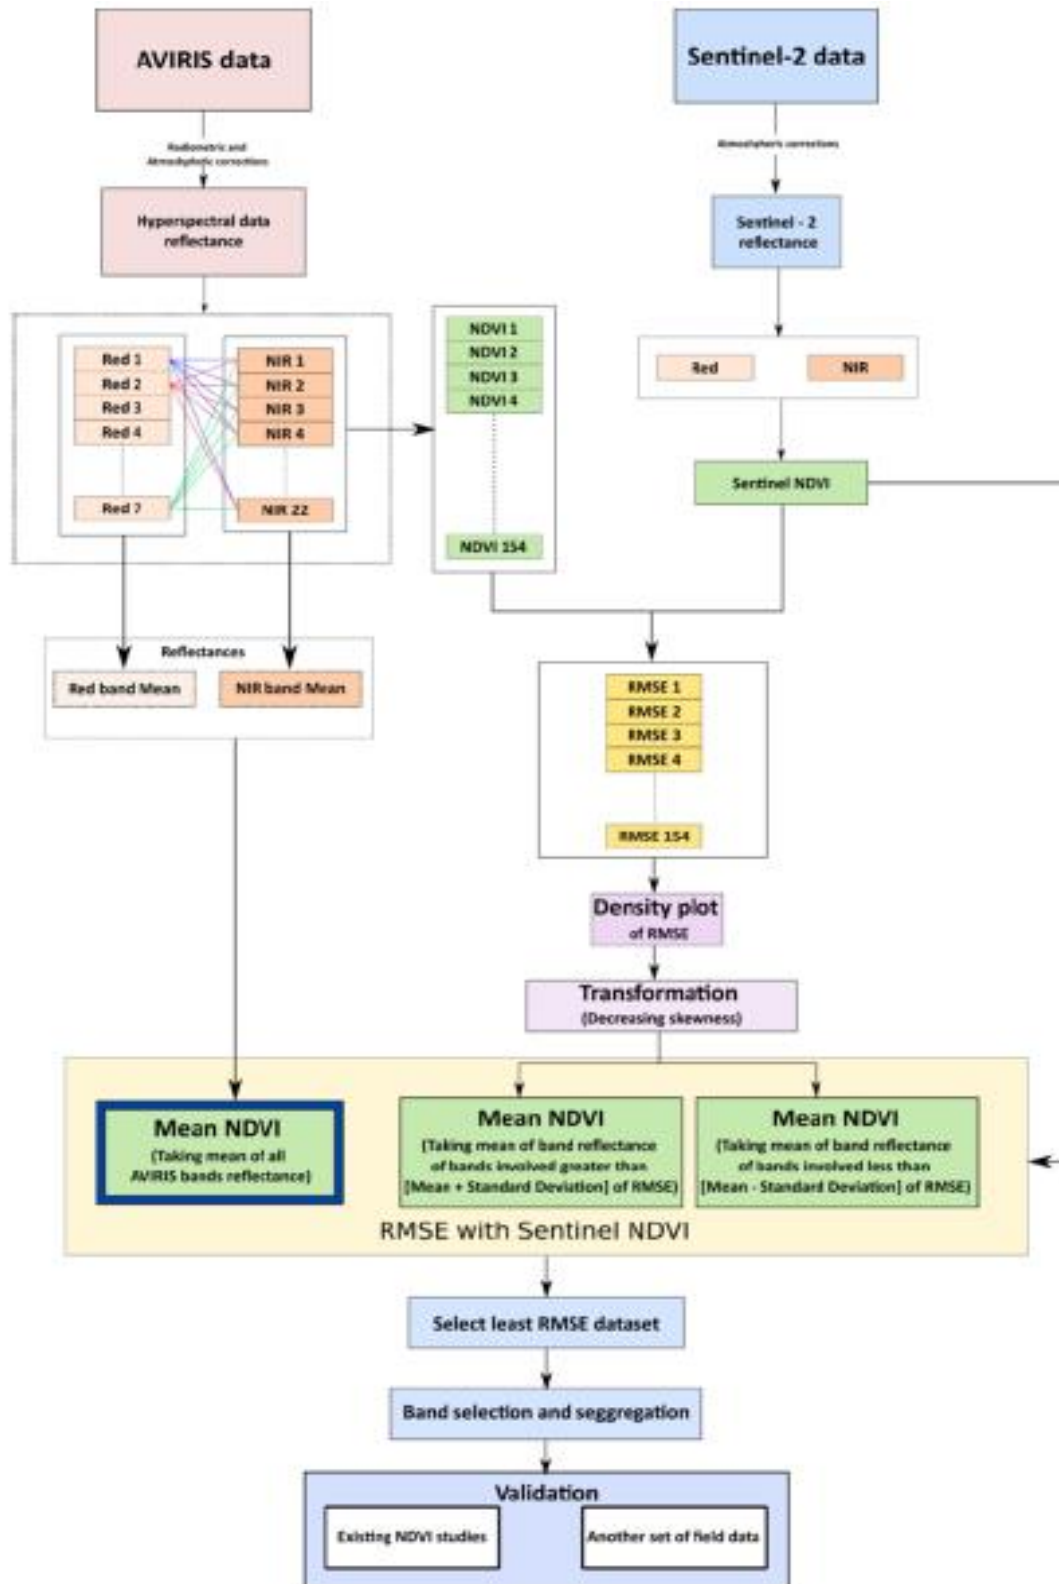 AVIRIS data
Sentinel-2 data
Radiometric and
Atmoshpheric corrections
Atmoshpheric corrections
Hyperspectral data
reflectance
Sentinel - 2
reflectance
Red 1
Red 2
Red 3
Red 4
Red 7
NIR 1
NIR 2
NIR 3
NIR 4
NIR 22
NDVI 1
NDVI 2
NDVI 3
NDVI 4
NDVI 154
Red
NIR
Sentinel NDVI
Reflectances
Red band Mean
NIR band Mean
RMSE 1
RMSE 2
RMSE 3
RMSE 4
RMSE 154
Density plot
of RMSE
Transformation
(Decreasing skewness)
Mean NDVI
(Taking mean of all
AVIRIS bands reflectance)
Mean NDVI
(Taking mean of band reflectance
of bands involved greater than
[Mean + Standard Deviation] of RMSE)
Mean NDVI
(Taking mean of band reflectance
of bands involved less than
[Mean - Standard Deviation] of RMSE)
RMSE with Sentinel NDVI
Select least RMSE dataset
Band selection and seggregation
Validation
Existing NDVI studies
Another set of field data